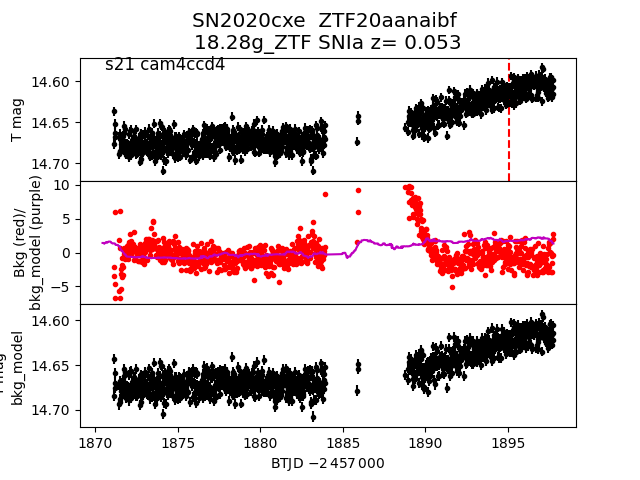 SN2020cxe ZTF20aanaibf
18.28g_ZTF SNIa z= 0.053
s21 cam4ccd4
T mag
14.60
14.65
14.70
Bkg (red)/
bkg_model (purple)
10
5
0
−5
mag
bkg_model
14.60
14.65
14.70
1870 1875 1880 1885 1890 1895
BTJD −2 457 000